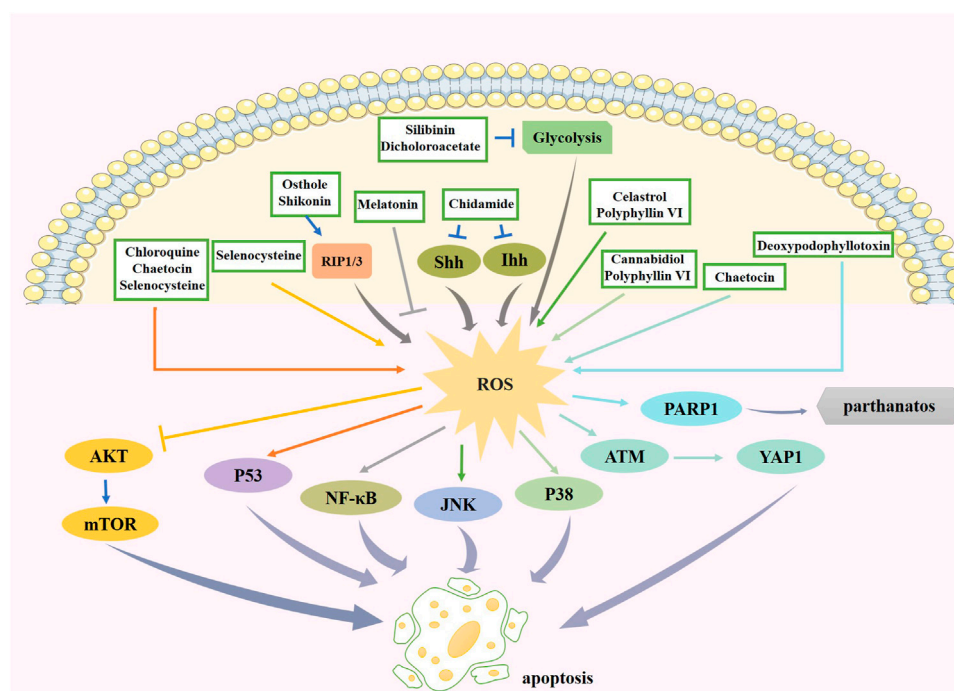 Silibinin
Dicholoroacetate
Glycolysis
Osthole
Shikonin
Melatonin
Chidamide
Celastrol
Polyphyllin VI
Chloroquine
Chaetocin
Selenocysteine
Selenocysteine
RIP1/3
Shh
Ihh
Cannabidiol
Polyphyllin VI
Chaetocin
Deoxypodophyllotoxin
ROS
PARP1
parthanatos
AKT
P53
NF-κB
JNK
P38
ATM
YAP1
mTOR
apoptosis